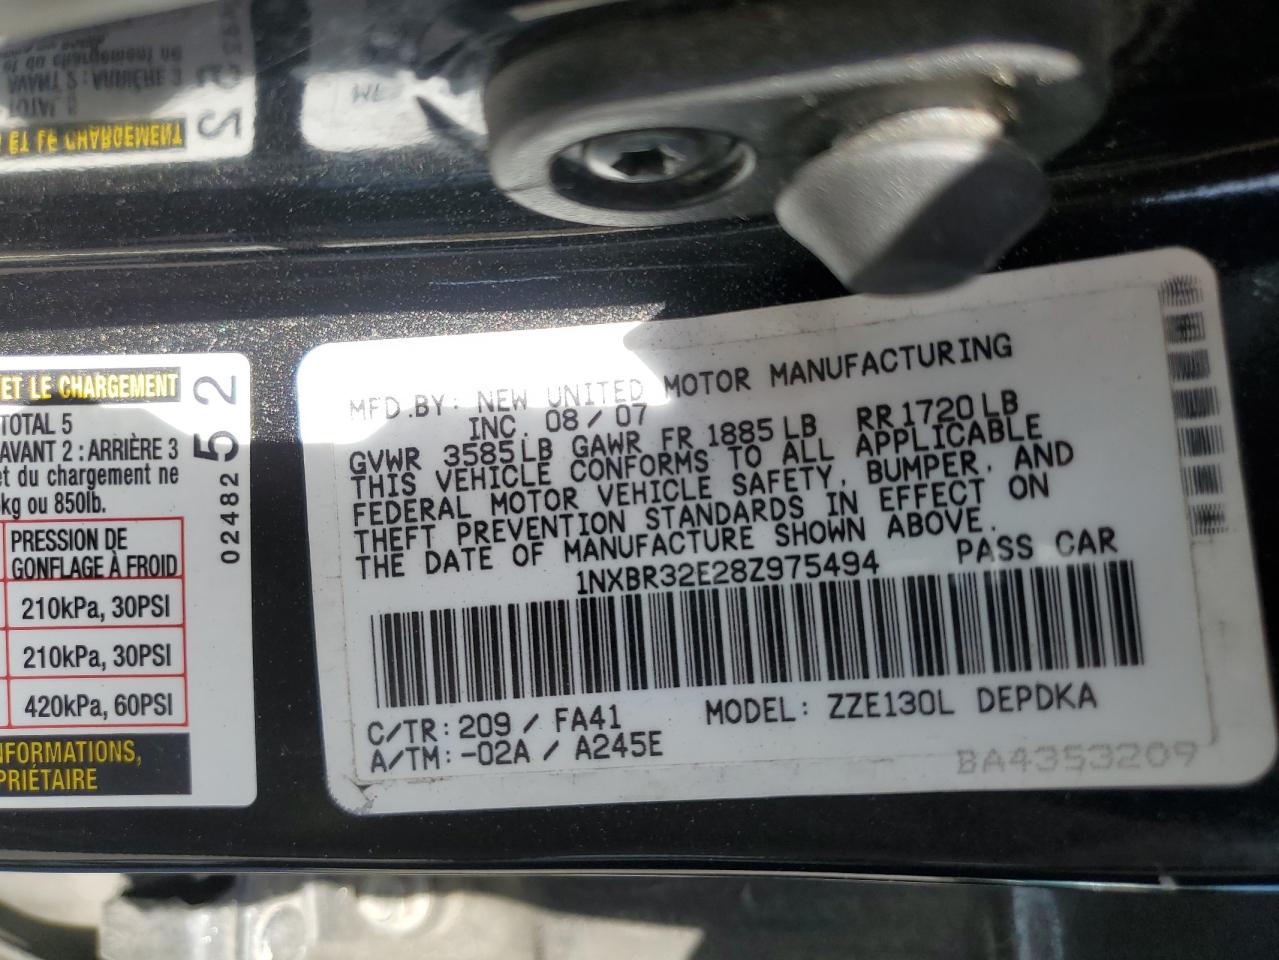 ET LE CHARGEMENT
TOTAL 5
AVANT 2 : ARRIÈRE 3
et du chargement ne
kg ou 850lb.
PRESSION DE
GONFLAGE À FROID
210kPa, 30PSI
210kPa, 30PSI
420kPa, 60PSI
INFORMATIONS,
02482 52
MFD.BY: NEW UNITED MOTOR MANUFACTURING
INC. 08/07
GVWR 3585LB GAWR FR 1885LB RR1720LB
THIS VEHICLE CONFORMS TO ALL APPLICABLE
FEDERAL MOTOR VEHICLE SAFETY, BUMPER, AND
THEFT PREVENTION STANDARDS IN EFFECT ON
THE DATE OF MANUFACTURE SHOWN ABOVE.
1NXBR32E28Z975494 PASS CAR
C/TR: 209 / FA41 MODEL: ZZE130L DEPDKA
A/TM: -02A / A245E
BA4353209